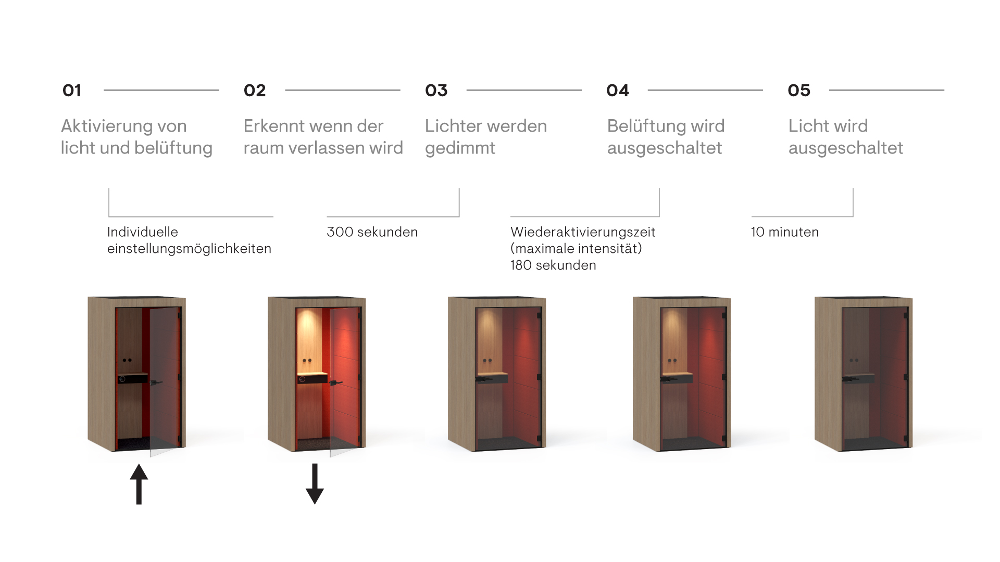 01
Aktivierung von
licht und belüftung
02
Erkennt wenn der
raum verlassen wird
03
Lichter werden
gedimmt
04
Belüftung wird
ausgeschaltet
05
Licht wird
ausgeschaltet
Individuelle
einstellungsmöglichkeiten
300 sekunden
Wiederaktivierungszeit
(maximale intensität)
180 sekunden
10 minuten